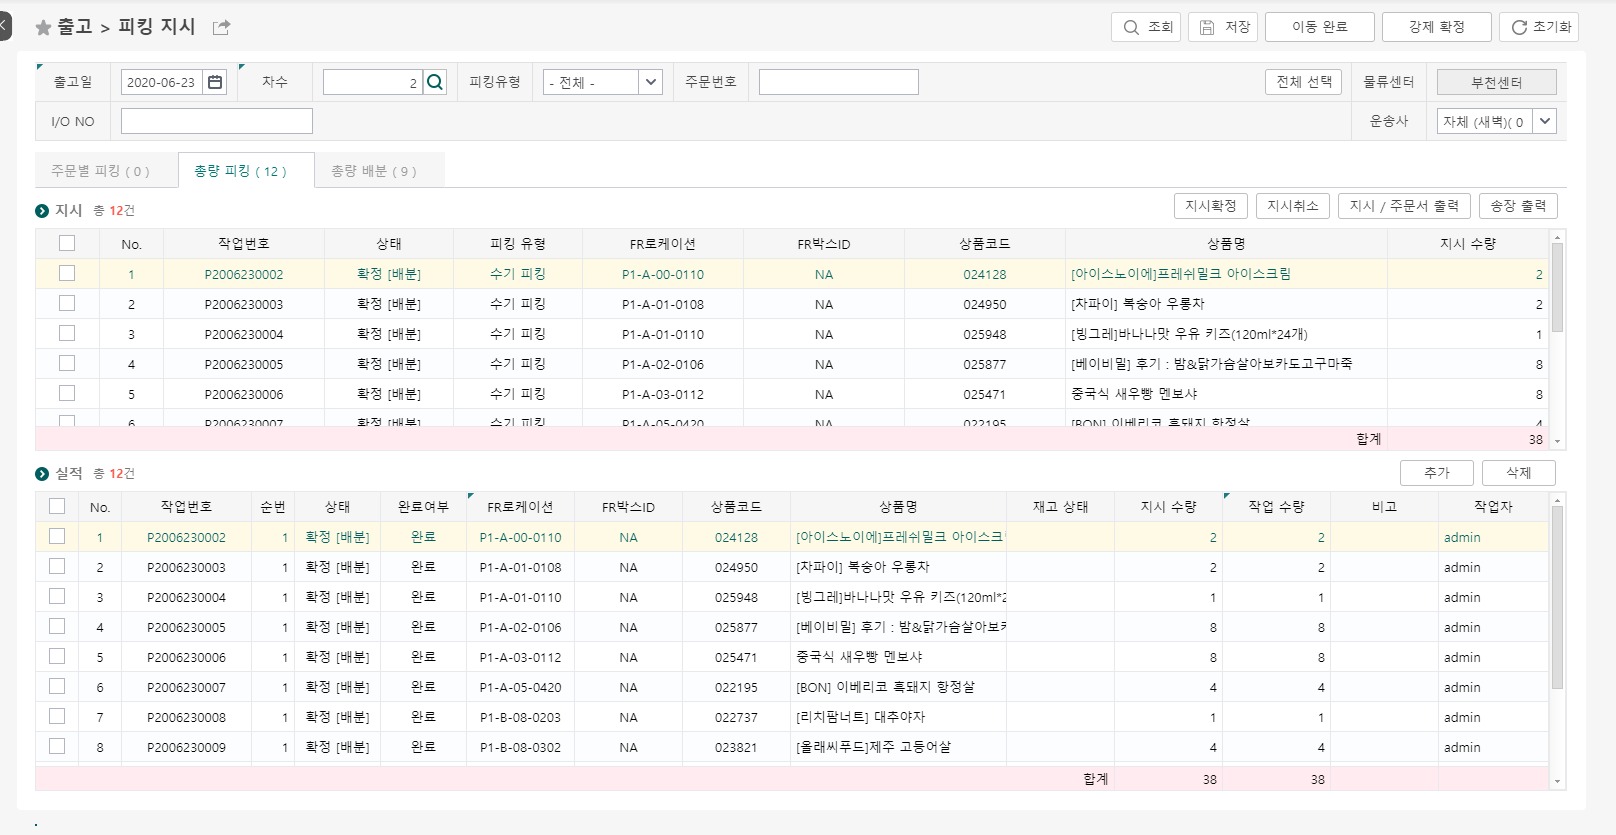 출고 > 피킹 지시
조회 저장 이동 완료 강제 확정 초기화
출고일 2020-06-23 차수 2 피킹유형 - 전체 - 주문번호 전체 선택 물류센터 부천센터
I/O NO 운송사 자체 (새벽)( 0
주문별 피킹 ( 0 ) 총량 피킹 ( 12 ) 총량 배분 ( 9 )
지시 총 12건 지시확정 지시취소 지시 / 주문서 출력 송장 출력
No. 작업번호 상태 피킹 유형 FR로케이션 FR박스ID 상품코드 상품명 지시 수량
1 P2006230002 확정 [배분] 수기 피킹 P1-A-00-0110 NA 024128 [아이스노이에]프레쉬밀크 아이스크림 2
2 P2006230003 확정 [배분] 수기 피킹 P1-A-01-0108 NA 024950 [차파이] 복숭아 우롱차 2
3 P2006230004 확정 [배분] 수기 피킹 P1-A-01-0110 NA 025948 [빙그레]바나나맛 우유 키즈(120ml*24개) 1
4 P2006230005 확정 [배분] 수기 피킹 P1-A-02-0106 NA 025877 [베이비밀] 후기 : 밤&닭가슴살아보카도고구마죽 8
5 P2006230006 확정 [배분] 수기 피킹 P1-A-03-0112 NA 025471 중국식 새우빵 멘보샤 8
6 P2006230007 확정 [배분] 수기 피킹 P1-A-05-0420 NA 022195 [BON] 이베리코 흑돼지 항정살 4
합계 38
실적 총 12건 추가 삭제
No. 작업번호 순번 상태 완료여부 FR로케이션 FR박스ID 상품코드 상품명 재고 상태 지시 수량 작업 수량 비고 작업자
1 P2006230002 1 확정 [배분] 완료 P1-A-00-0110 NA 024128 [아이스노이에]프레쉬밀크 아이스크 2 2 admin
2 P2006230003 1 확정 [배분] 완료 P1-A-01-0108 NA 024950 [차파이] 복숭아 우롱차 2 2 admin
3 P2006230004 1 확정 [배분] 완료 P1-A-01-0110 NA 025948 [빙그레]바나나맛 우유 키즈(120ml*2 1 1 admin
4 P2006230005 1 확정 [배분] 완료 P1-A-02-0106 NA 025877 [베이비밀] 후기 : 밤&닭가슴살아보카 8 8 admin
5 P2006230006 1 확정 [배분] 완료 P1-A-03-0112 NA 025471 중국식 새우빵 멘보샤 8 8 admin
6 P2006230007 1 확정 [배분] 완료 P1-A-05-0420 NA 022195 [BON] 이베리코 흑돼지 항정살 4 4 admin
7 P2006230008 1 확정 [배분] 완료 P1-B-08-0203 NA 022737 [리치팜너트] 대추야자 1 1 admin
8 P2006230009 1 확정 [배분] 완료 P1-B-08-0302 NA 023821 [올래씨푸드]제주 고등어살 4 4 admin
합계 38 38